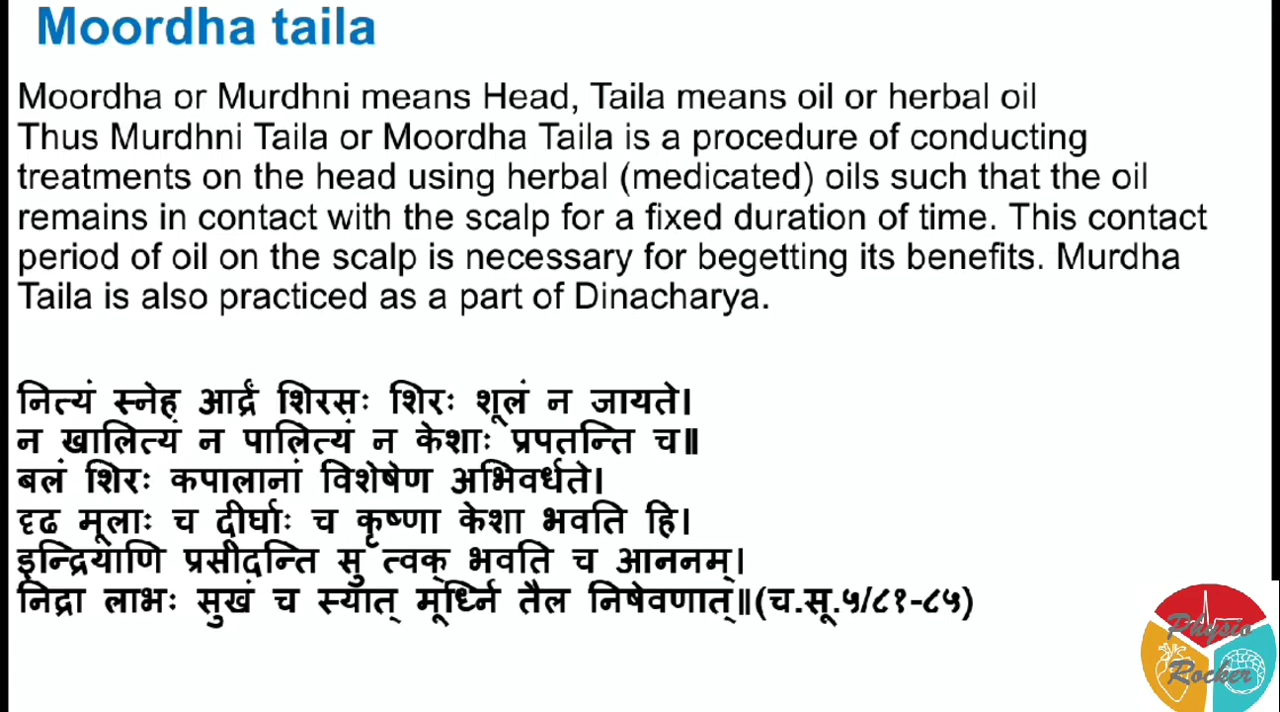 Moordha taila
Moordha or Murdhni means Head, Taila means oil or herbal oil
Thus Murdhni Taila or Moordha Taila is a procedure of conducting
treatments on the head using herbal (medicated) oils such that the oil
remains in contact with the scalp for a fixed duration of time. This contact
period of oil on the scalp is necessary for begetting its benefits. Murdha
Taila is also practiced as a part of Dinacharya.
नित्यं स्नेह आर्द्रं शिरसः शिरः शूलं न जायते।
न खालित्यं न पालित्यं न केशाः प्रपतन्ति च॥
बलं शिरः कपालानां विशेषेण अभिवर्धते।
दृढ मूलाः च दीर्घाः च कृष्णा केशा भवति हि।
इन्द्रियाणि प्रसीदन्ति सु त्वक् भवति च आननम्।
निद्रा लाभः सुखं च स्यात् मूर्ध्नि तैल निषेवणात्॥(च.सू.५/८१-८५)
Physio
Rocker